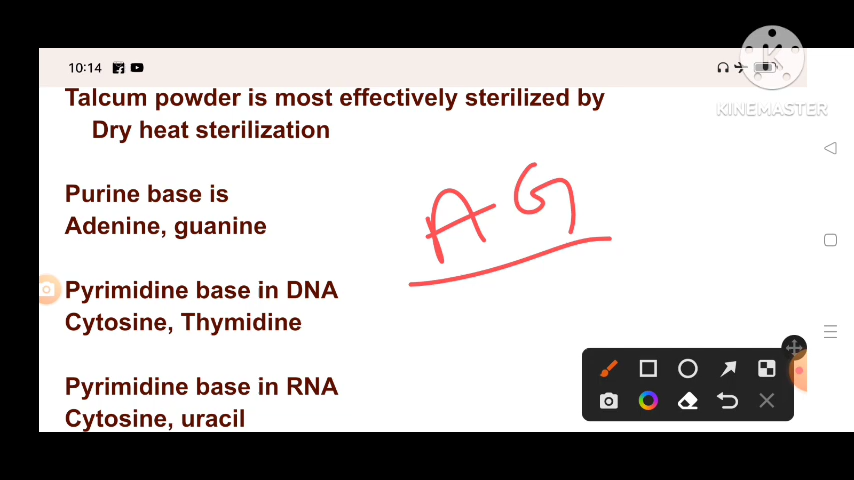 10:14
KINEMASTER
Talcum powder is most effectively sterilized by
Dry heat sterilization
Purine base is
Adenine, guanine
AG
Pyrimidine base in DNA
Cytosine, Thymidine
Pyrimidine base in RNA
Cytosine, uracil